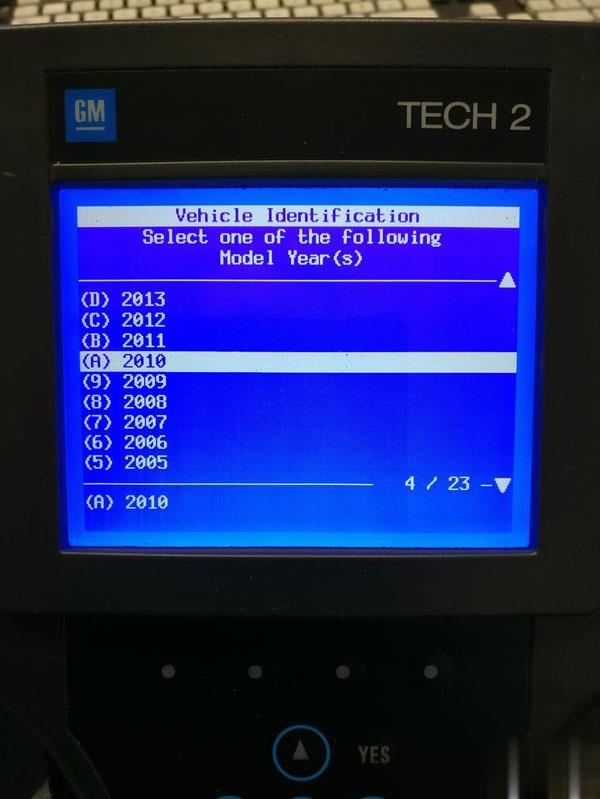 GM
TECH 2
Vehicle Identification
Select one of the following
Model Year(s)
(D) 2013
(C) 2012
(B) 2011
(A) 2010
(9) 2009
(8) 2008
(7) 2007
(6) 2006
(5) 2005
4 / 23 -
(A) 2010
YES